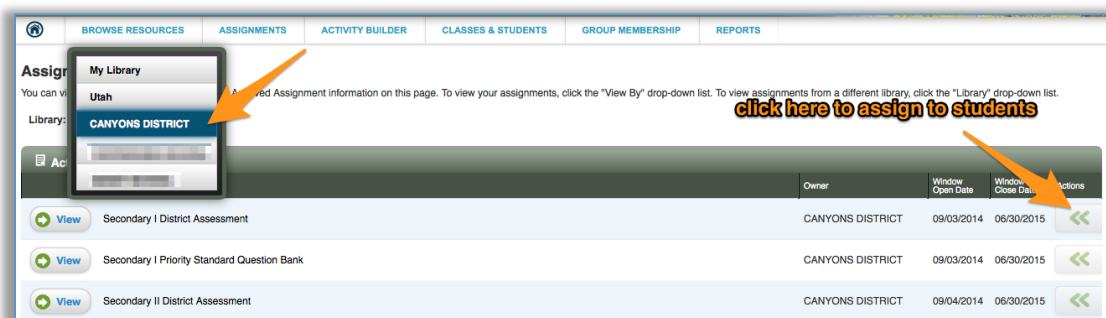 BROWSE RESOURCES ASSIGNMENTS ACTIVITY BUILDER CLASSES & STUDENTS GROUP MEMBERSHIP REPORTS
Assign
My Library
You can vi Assignment information on this page. To view your assignments, click the "View By" drop-down list. To view assignments from a different library, click the "Library" drop-down list.
Utah
click here to assign to students
Library:
CANYONS DISTRICT
Ac
Owner Window Open Date Window Close Date Actions
View Secondary I District Assessment CANYONS DISTRICT 09/03/2014 06/30/2015
View Secondary I Priority Standard Question Bank CANYONS DISTRICT 09/03/2014 06/30/2015
View Secondary II District Assessment CANYONS DISTRICT 09/04/2014 06/30/2015